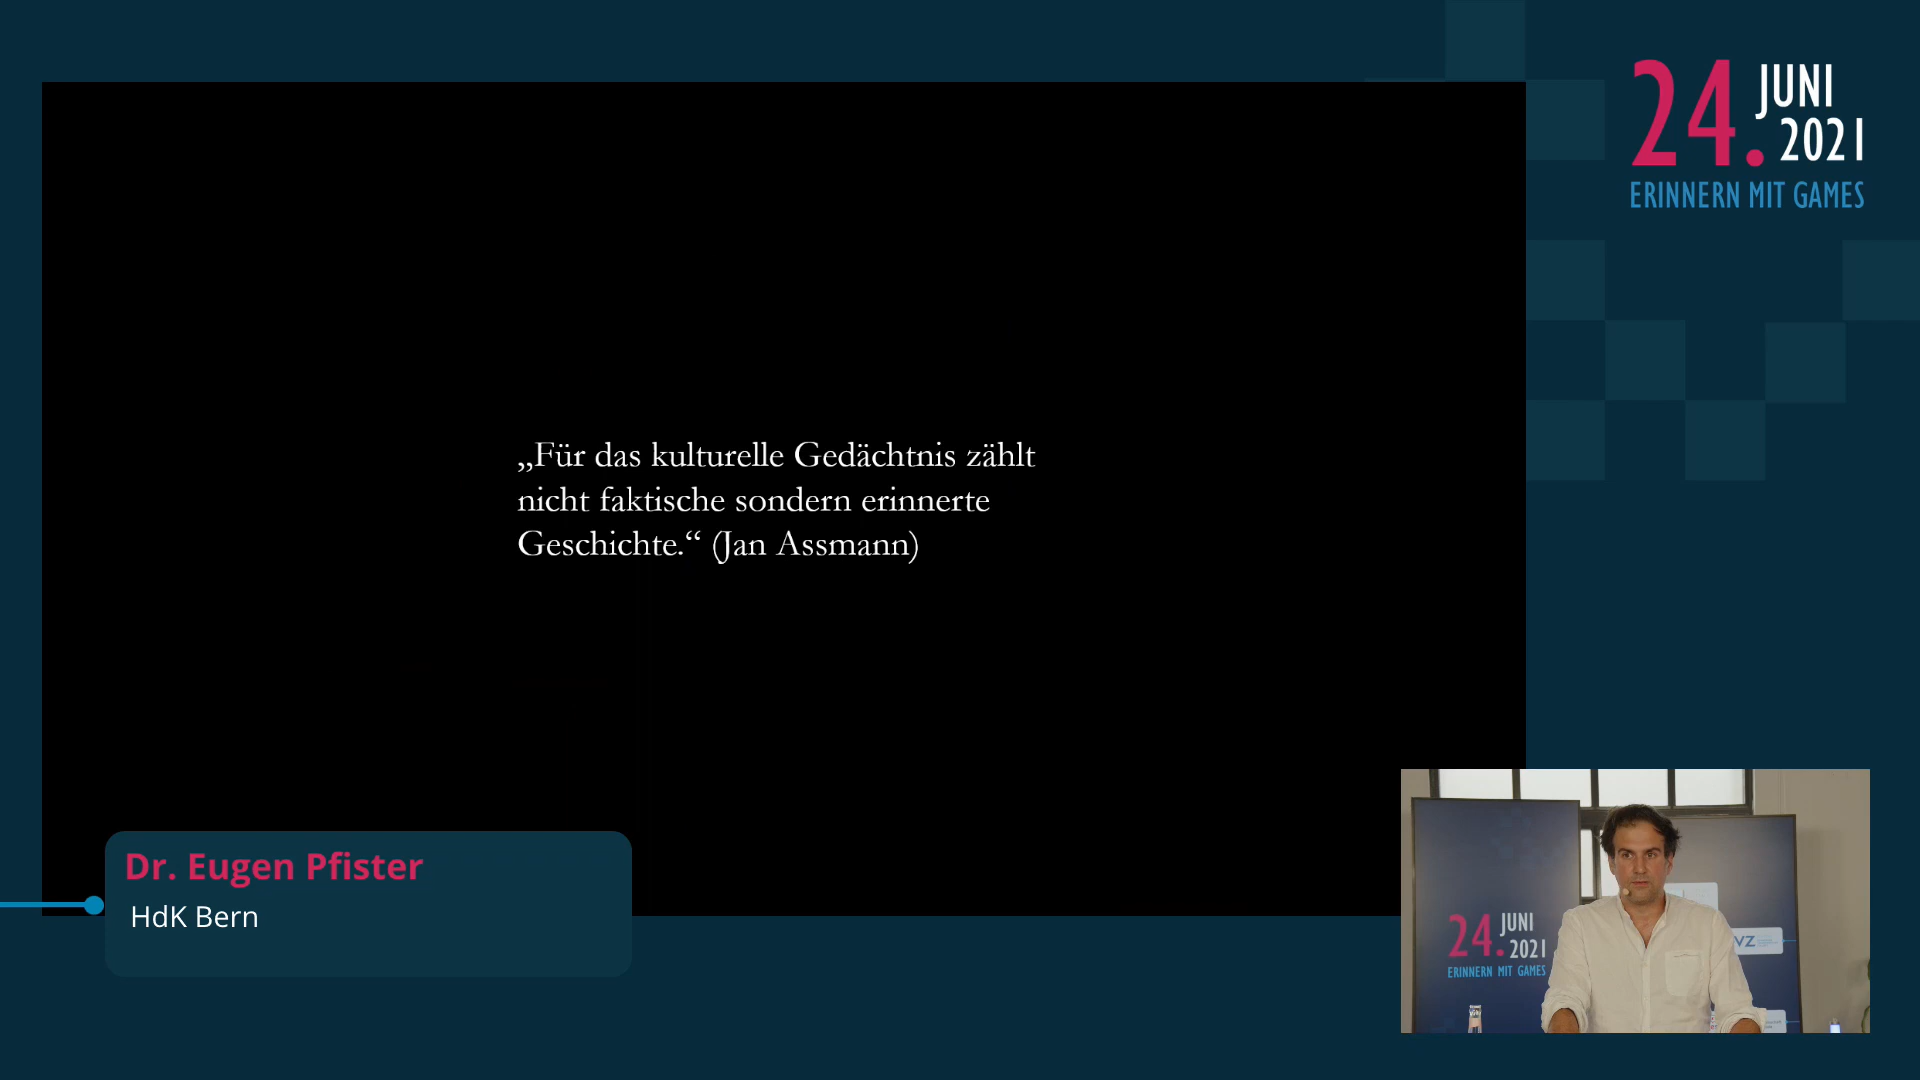 24. JUNI
2021
ERINNERN MIT GAMES
„Für das kulturelle Gedächtnis zählt
nicht faktische sondern erinnerte
Geschichte.“ (Jan Assmann)
Dr. Eugen Pfister
HdK Bern
24. JUNI
2021
ERINNERN MIT GAMES
VZ